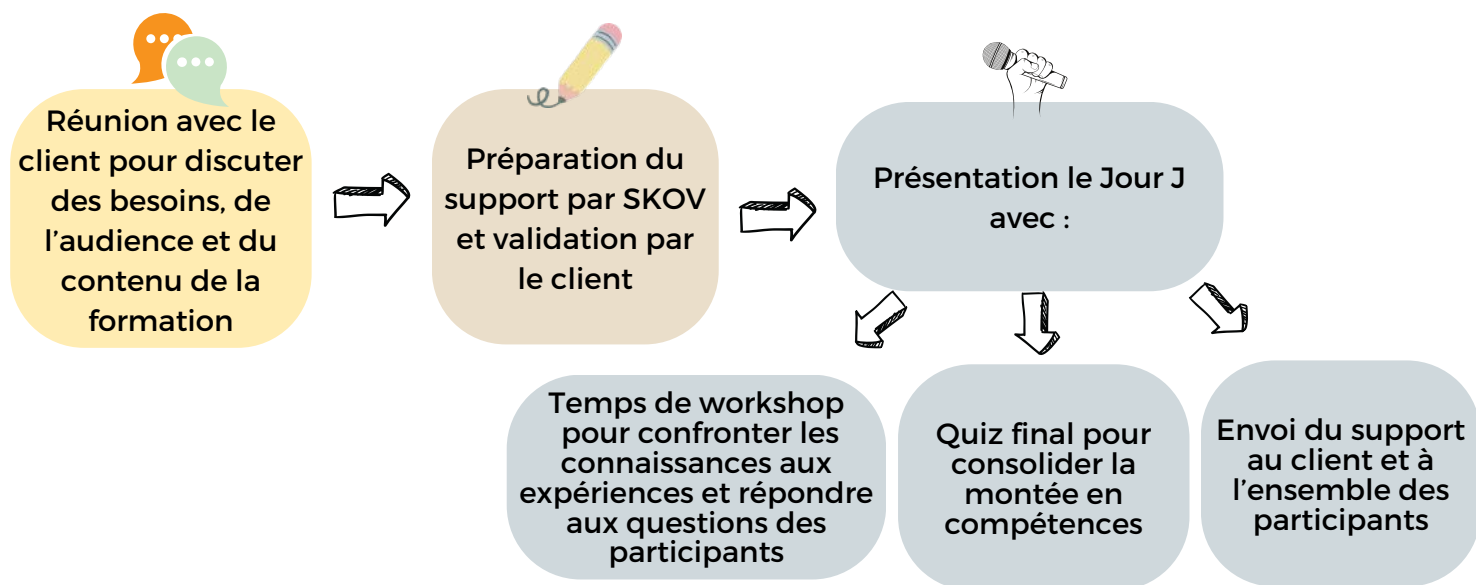 Réunion avec le
client pour discuter
des besoins, de
l'audience et du
contenu de la
formation
Préparation du
support par SKOV
et validation par
le client
Présentation le Jour J
avec :
Temps de workshop
pour confronter les
connaissances aux
expériences et répondre
aux questions des
participants
Quiz final pour
consolider la
montée en
compétences
Envoi du support
au client et à
l'ensemble des
participants